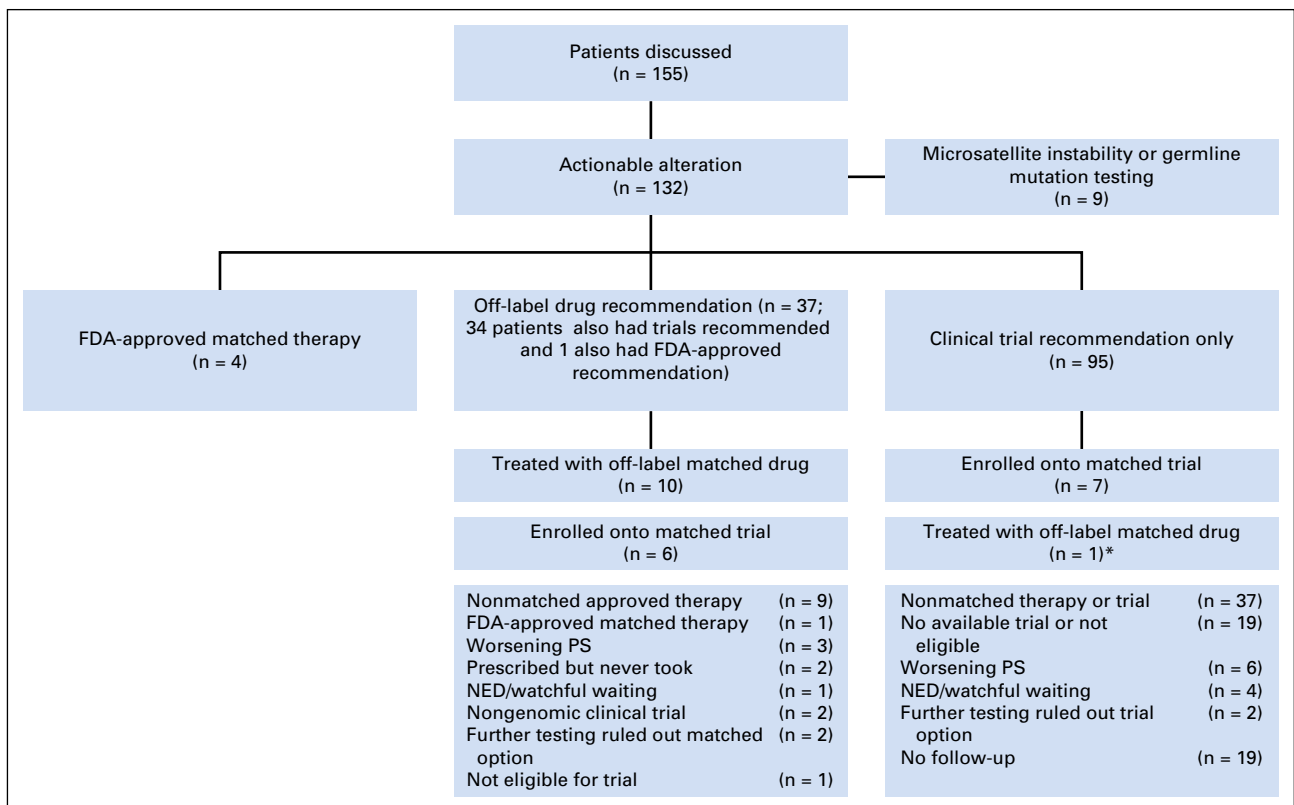 Patients discussed
(n = 155)
Actionable alteration
(n = 132)
Microsatellite instability or germline
mutation testing
(n = 9)
FDA-approved matched therapy
(n = 4)
Off-label drug recommendation (n = 37;
34 patients also had trials recommended
and 1 also had FDA-approved
recommendation)
Clinical trial recommendation only
(n = 95)
Treated with off-label matched drug
(n = 10)
Enrolled onto matched trial
(n = 6)
Nonmatched approved therapy (n = 9)
FDA-approved matched therapy (n = 1)
Worsening PS (n = 3)
Prescribed but never took (n = 2)
NED/watchful waiting (n = 1)
Nongenomic clinical trial (n = 2)
Further testing ruled out matched (n = 2)
option
Not eligible for trial (n = 1)
Enrolled onto matched trial
(n = 7)
Treated with off-label matched drug
(n = 1)*
Nonmatched therapy or trial (n = 37)
No available trial or not (n = 19)
eligible
Worsening PS (n = 6)
NED/watchful waiting (n = 4)
Further testing ruled out trial (n = 2)
option
No follow-up (n = 19)